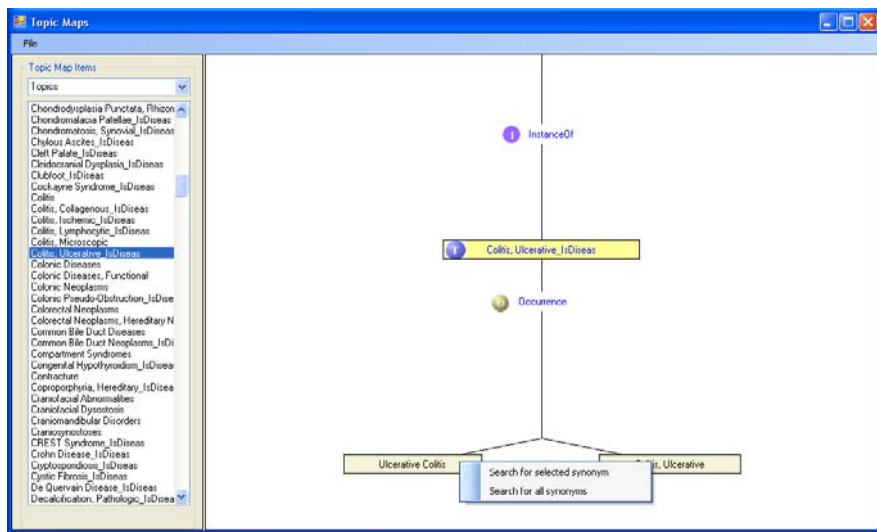 Topic Maps
File
Topic Map Items
Topics
Chondrodysplasia Punctata, Rhizon
Chondromalacia Patellae_IsDiseas
Chondromatosis, Synovial_IsDiseas
Chylous Ascites_IsDiseas
Cleft Palate_IsDiseas
Cleidocranial Dysplasia_IsDiseas
Clubfoot_IsDiseas
Cockayne Syndrome_IsDiseas
Colitis
Colitis, Collagenous_IsDiseas
Colitis, Ischemic_IsDiseas
Colitis, Lymphocytic_IsDiseas
Colitis, Microscopic
Colitis, Ulcerative_IsDiseas
Colonic Diseases
Colonic Diseases, Functional
Colonic Neoplasms
Colonic Pseudo-Obstruction_IsDise
Colorectal Neoplasms
Colorectal Neoplasms, Hereditary N
Common Bile Duct Diseases
Common Bile Duct Neoplasms_IsDi
Compartment Syndromes
Congenital Hypothyroidism_IsDisea
Contracture
Coproporphyria, Hereditary_IsDisea
Craniofacial Abnormalities
Craniofacial Dysostosis
Craniomandibular Disorders
Craniosynostoses
CREST Syndrome_IsDiseas
Crohn Disease_IsDiseas
Cryptosporidiosis_IsDiseas
Cystic Fibrosis_IsDiseas
De Quervain Disease_IsDiseas
Decalcification, Pathologic_IsDisea
I InstanceOf
I Colitis, Ulcerative_IsDiseas
Occurrence
Ulcerative Colitis
is, Ulcerative
Search for selected synonym
Search for all synonyms